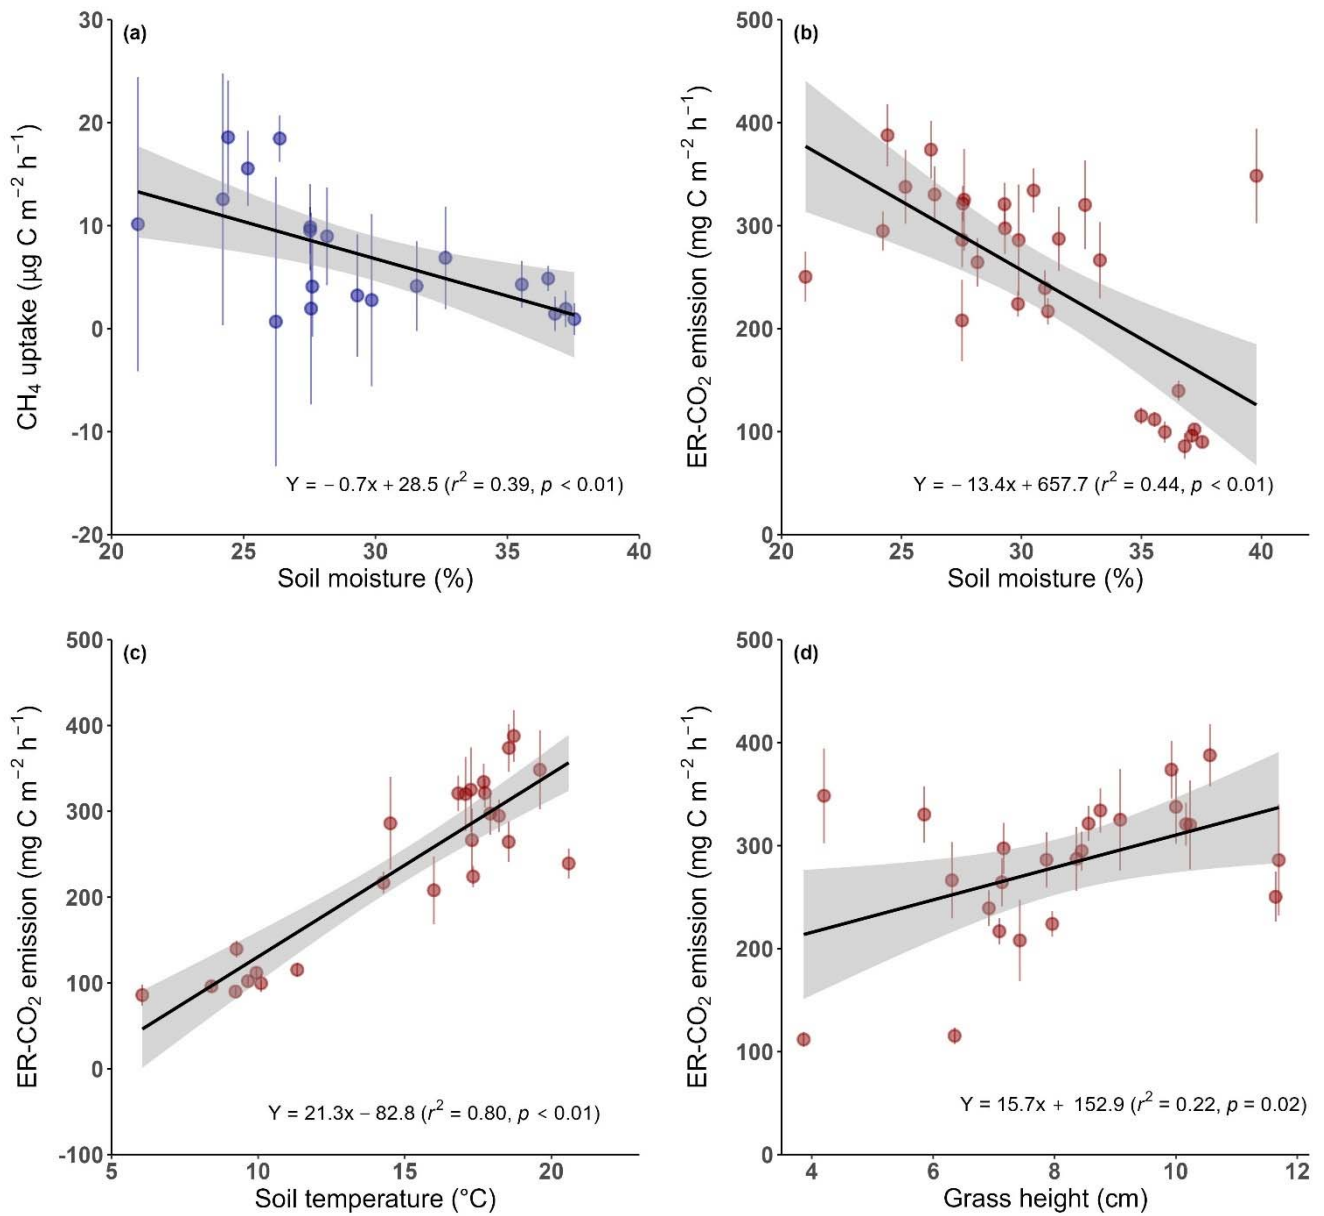 (a)
30
20
10
0
-10
-20
CH₄ uptake (µg C m⁻² h⁻¹)
Y = − 0.7x + 28.5 (r² = 0.39, p < 0.01)
20 25 30 35 40
Soil moisture (%)
(b)
500
400
300
200
100
0
ER-CO₂ emission (mg C m⁻² h⁻¹)
Y = − 13.4x + 657.7 (r² = 0.44, p < 0.01)
20 25 30 35 40
Soil moisture (%)
(c)
500
400
300
200
100
0
-100
ER-CO₂ emission (mg C m⁻² h⁻¹)
Y = 21.3x − 82.8 (r² = 0.80, p < 0.01)
5 10 15 20
Soil temperature (°C)
(d)
500
400
300
200
100
0
ER-CO₂ emission (mg C m⁻² h⁻¹)
Y = 15.7x + 152.9 (r² = 0.22, p = 0.02)
4 6 8 10 12
Grass height (cm)